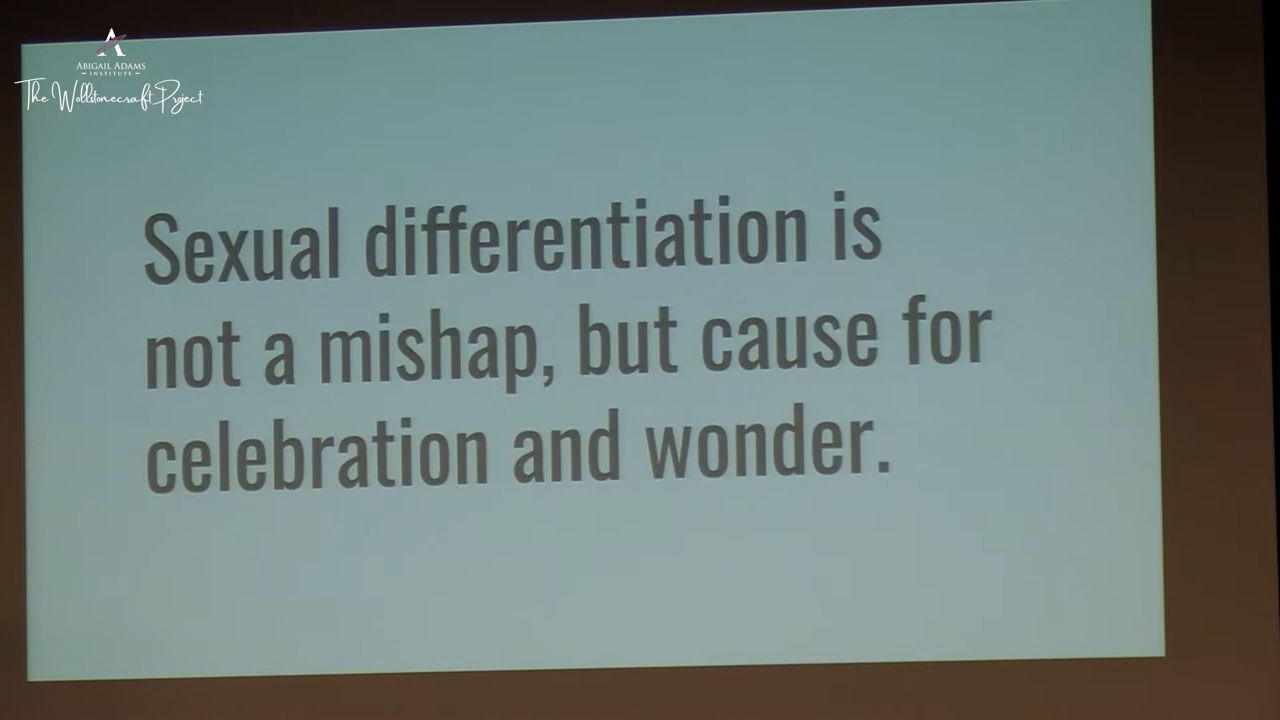 ABIGAIL ADAMS
INSTITUTE
The Wollstonecraft Project
Sexual differentiation is
not a mishap, but cause for
celebration and wonder.